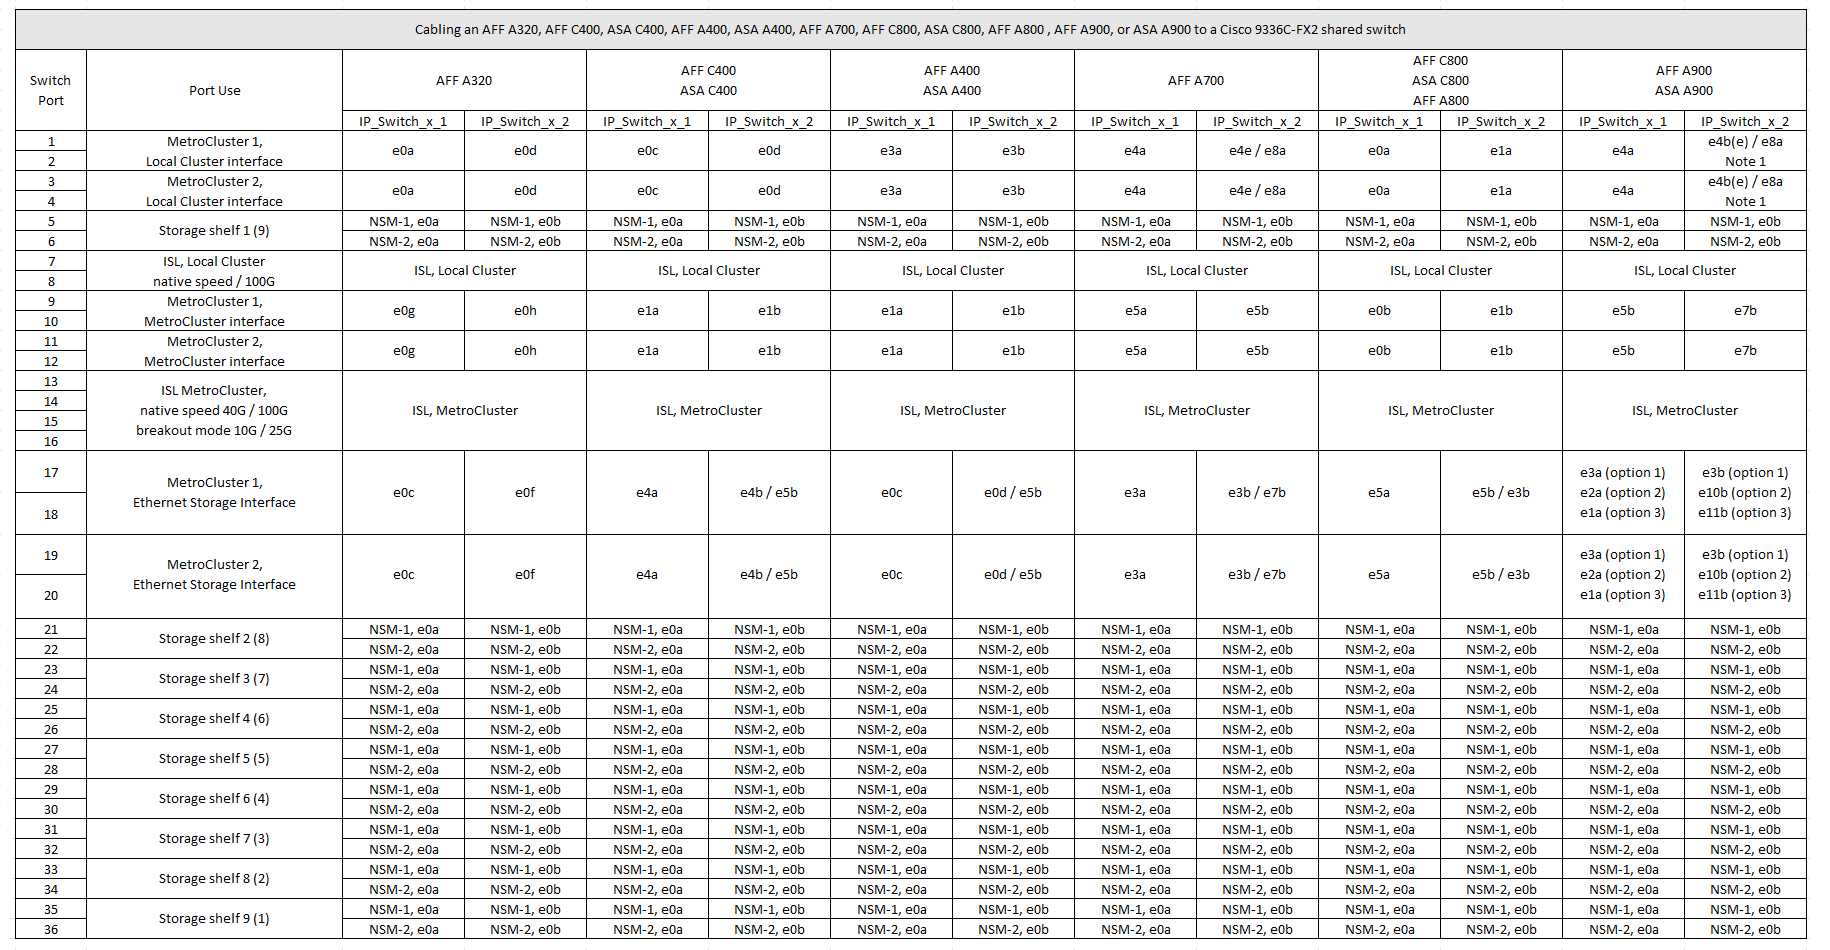 Cabling an AFF A320, AFF C400, ASA C400, AFF A400, ASA A400, AFF A700, AFF C800, ASA C800, AFF A800 , AFF A900, or ASA A900 to a Cisco 9336C-FX2 shared switch
Switch
Port
Port Use
AFF A320
AFF C400
ASA C400
AFF A400
ASA A400
AFF A700
AFF C800
ASA C800
AFF A800
AFF A900
ASA A900
IP_Switch_x_1 IP_Switch_x_2 IP_Switch_x_1 IP_Switch_x_2 IP_Switch_x_1 IP_Switch_x_2 IP_Switch_x_1 IP_Switch_x_2 IP_Switch_x_1 IP_Switch_x_2 IP_Switch_x_1 IP_Switch_x_2
1
2
MetroCluster 1,
Local Cluster interface
e0a e0d e0c e0d e3a e3b e4a e4e / e8a e0a e1a e4a
e4b(e) / e8a
Note 1
3
4
MetroCluster 2,
Local Cluster interface
e0a e0d e0c e0d e3a e3b e4a e4e / e8a e0a e1a e4a
e4b(e) / e8a
Note 1
5
6
Storage shelf 1 (9)
NSM-1, e0a NSM-1, e0b NSM-1, e0a NSM-1, e0b NSM-1, e0a NSM-1, e0b NSM-1, e0a NSM-1, e0b NSM-1, e0a NSM-1, e0b NSM-1, e0a NSM-1, e0b
NSM-2, e0a NSM-2, e0b NSM-2, e0a NSM-2, e0b NSM-2, e0a NSM-2, e0b NSM-2, e0a NSM-2, e0b NSM-2, e0a NSM-2, e0b NSM-2, e0a NSM-2, e0b
7
8
ISL, Local Cluster
native speed / 100G
ISL, Local Cluster ISL, Local Cluster ISL, Local Cluster ISL, Local Cluster ISL, Local Cluster ISL, Local Cluster
9
10
MetroCluster 1,
MetroCluster interface
e0g e0h e1a e1b e1a e1b e5a e5b e0b e1b e5b e7b
11
12
MetroCluster 2,
MetroCluster interface
e0g e0h e1a e1b e1a e1b e5a e5b e0b e1b e5b e7b
13
14
15
16
ISL MetroCluster,
native speed 40G / 100G
breakout mode 10G / 25G
ISL, MetroCluster ISL, MetroCluster ISL, MetroCluster ISL, MetroCluster ISL, MetroCluster ISL, MetroCluster
17
18
MetroCluster 1,
Ethernet Storage Interface
e0c e0f e4a e4b / e5b e0c e0d / e5b e3a e3b / e7b e5a e5b / e3b
e3a (option 1) e3b (option 1)
e2a (option 2) e10b (option 2)
e1a (option 3) e11b (option 3)
19
20
MetroCluster 2,
Ethernet Storage Interface
e0c e0f e4a e4b / e5b e0c e0d / e5b e3a e3b / e7b e5a e5b / e3b
e3a (option 1) e3b (option 1)
e2a (option 2) e10b (option 2)
e1a (option 3) e11b (option 3)
21
22
Storage shelf 2 (8)
NSM-1, e0a NSM-1, e0b NSM-1, e0a NSM-1, e0b NSM-1, e0a NSM-1, e0b NSM-1, e0a NSM-1, e0b NSM-1, e0a NSM-1, e0b NSM-1, e0a NSM-1, e0b
NSM-2, e0a NSM-2, e0b NSM-2, e0a NSM-2, e0b NSM-2, e0a NSM-2, e0b NSM-2, e0a NSM-2, e0b NSM-2, e0a NSM-2, e0b NSM-2, e0a NSM-2, e0b
23
24
Storage shelf 3 (7)
NSM-1, e0a NSM-1, e0b NSM-1, e0a NSM-1, e0b NSM-1, e0a NSM-1, e0b NSM-1, e0a NSM-1, e0b NSM-1, e0a NSM-1, e0b NSM-1, e0a NSM-1, e0b
NSM-2, e0a NSM-2, e0b NSM-2, e0a NSM-2, e0b NSM-2, e0a NSM-2, e0b NSM-2, e0a NSM-2, e0b NSM-2, e0a NSM-2, e0b NSM-2, e0a NSM-2, e0b
25
26
Storage shelf 4 (6)
NSM-1, e0a NSM-1, e0b NSM-1, e0a NSM-1, e0b NSM-1, e0a NSM-1, e0b NSM-1, e0a NSM-1, e0b NSM-1, e0a NSM-1, e0b NSM-1, e0a NSM-1, e0b
NSM-2, e0a NSM-2, e0b NSM-2, e0a NSM-2, e0b NSM-2, e0a NSM-2, e0b NSM-2, e0a NSM-2, e0b NSM-2, e0a NSM-2, e0b NSM-2, e0a NSM-2, e0b
27
28
Storage shelf 5 (5)
NSM-1, e0a NSM-1, e0b NSM-1, e0a NSM-1, e0b NSM-1, e0a NSM-1, e0b NSM-1, e0a NSM-1, e0b NSM-1, e0a NSM-1, e0b NSM-1, e0a NSM-1, e0b
NSM-2, e0a NSM-2, e0b NSM-2, e0a NSM-2, e0b NSM-2, e0a NSM-2, e0b NSM-2, e0a NSM-2, e0b NSM-2, e0a NSM-2, e0b NSM-2, e0a NSM-2, e0b
29
30
Storage shelf 6 (4)
NSM-1, e0a NSM-1, e0b NSM-1, e0a NSM-1, e0b NSM-1, e0a NSM-1, e0b NSM-1, e0a NSM-1, e0b NSM-1, e0a NSM-1, e0b NSM-1, e0a NSM-1, e0b
NSM-2, e0a NSM-2, e0b NSM-2, e0a NSM-2, e0b NSM-2, e0a NSM-2, e0b NSM-2, e0a NSM-2, e0b NSM-2, e0a NSM-2, e0b NSM-2, e0a NSM-2, e0b
31
32
Storage shelf 7 (3)
NSM-1, e0a NSM-1, e0b NSM-1, e0a NSM-1, e0b NSM-1, e0a NSM-1, e0b NSM-1, e0a NSM-1, e0b NSM-1, e0a NSM-1, e0b NSM-1, e0a NSM-1, e0b
NSM-2, e0a NSM-2, e0b NSM-2, e0a NSM-2, e0b NSM-2, e0a NSM-2, e0b NSM-2, e0a NSM-2, e0b NSM-2, e0a NSM-2, e0b NSM-2, e0a NSM-2, e0b
33
34
Storage shelf 8 (2)
NSM-1, e0a NSM-1, e0b NSM-1, e0a NSM-1, e0b NSM-1, e0a NSM-1, e0b NSM-1, e0a NSM-1, e0b NSM-1, e0a NSM-1, e0b NSM-1, e0a NSM-1, e0b
NSM-2, e0a NSM-2, e0b NSM-2, e0a NSM-2, e0b NSM-2, e0a NSM-2, e0b NSM-2, e0a NSM-2, e0b NSM-2, e0a NSM-2, e0b NSM-2, e0a NSM-2, e0b
35
36
Storage shelf 9 (1)
NSM-1, e0a NSM-1, e0b NSM-1, e0a NSM-1, e0b NSM-1, e0a NSM-1, e0b NSM-1, e0a NSM-1, e0b NSM-1, e0a NSM-1, e0b NSM-1, e0a NSM-1, e0b
NSM-2, e0a NSM-2, e0b NSM-2, e0a NSM-2, e0b NSM-2, e0a NSM-2, e0b NSM-2, e0a NSM-2, e0b NSM-2, e0a NSM-2, e0b NSM-2, e0a NSM-2, e0b